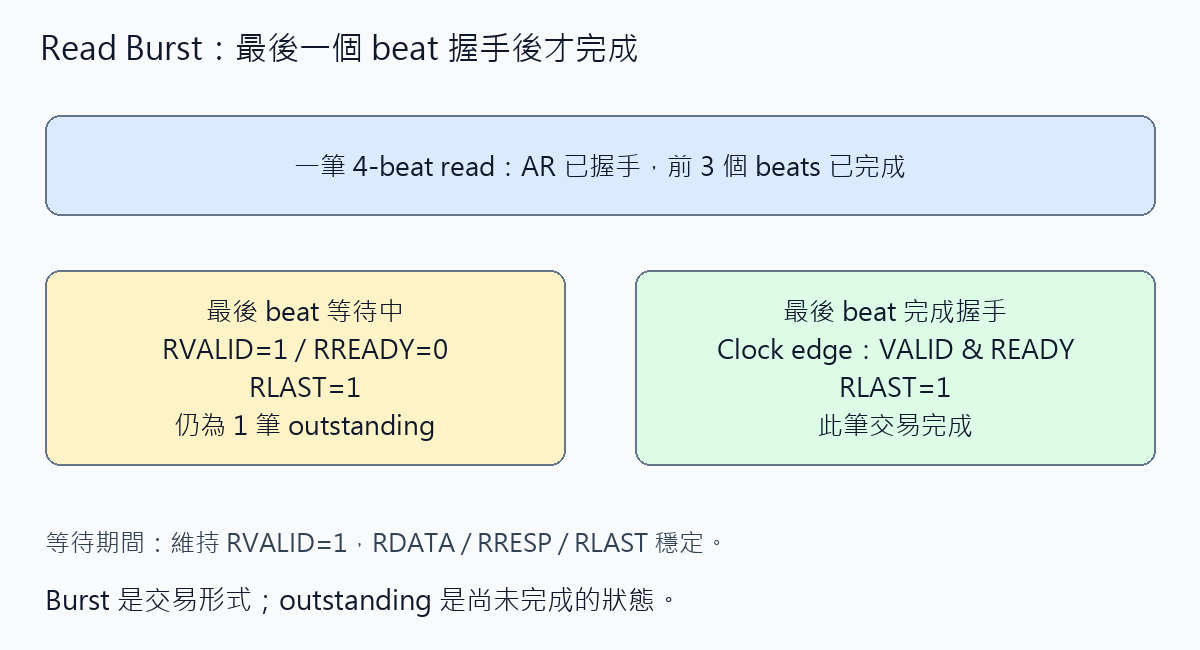 Read Burst：最後一個 beat 握手後才完成
一筆 4-beat read：AR 已握手，前 3 個 beats 已完成
最後 beat 等待中
RVALID=1 / RREADY=0
RLAST=1
仍為 1 筆 outstanding
最後 beat 完成握手
Clock edge：VALID & READY
RLAST=1
此筆交易完成
等待期間：維持 RVALID=1，RDATA / RRESP / RLAST 穩定。
Burst 是交易形式；outstanding 是尚未完成的狀態。